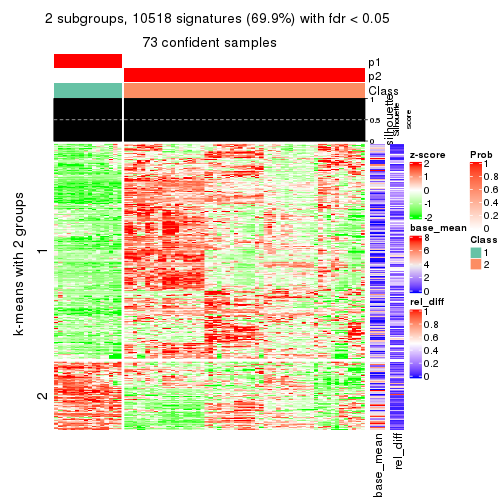 2 subgroups, 10518 signatures (69.9%) with fdr < 0.05
73 confident samples
p1
p2
Class
1
0.5
0
silhouette
Silhouette
score
k-means with 2 groups
1
2
base_mean
rel_diff
z-score
2
1
0
-1
-2
base_mean
8
6
4
2
0
rel_diff
1
0.8
0.6
0.4
0.2
0
Prob
1
0.8
0.6
0.4
0.2
0
Class
1
2